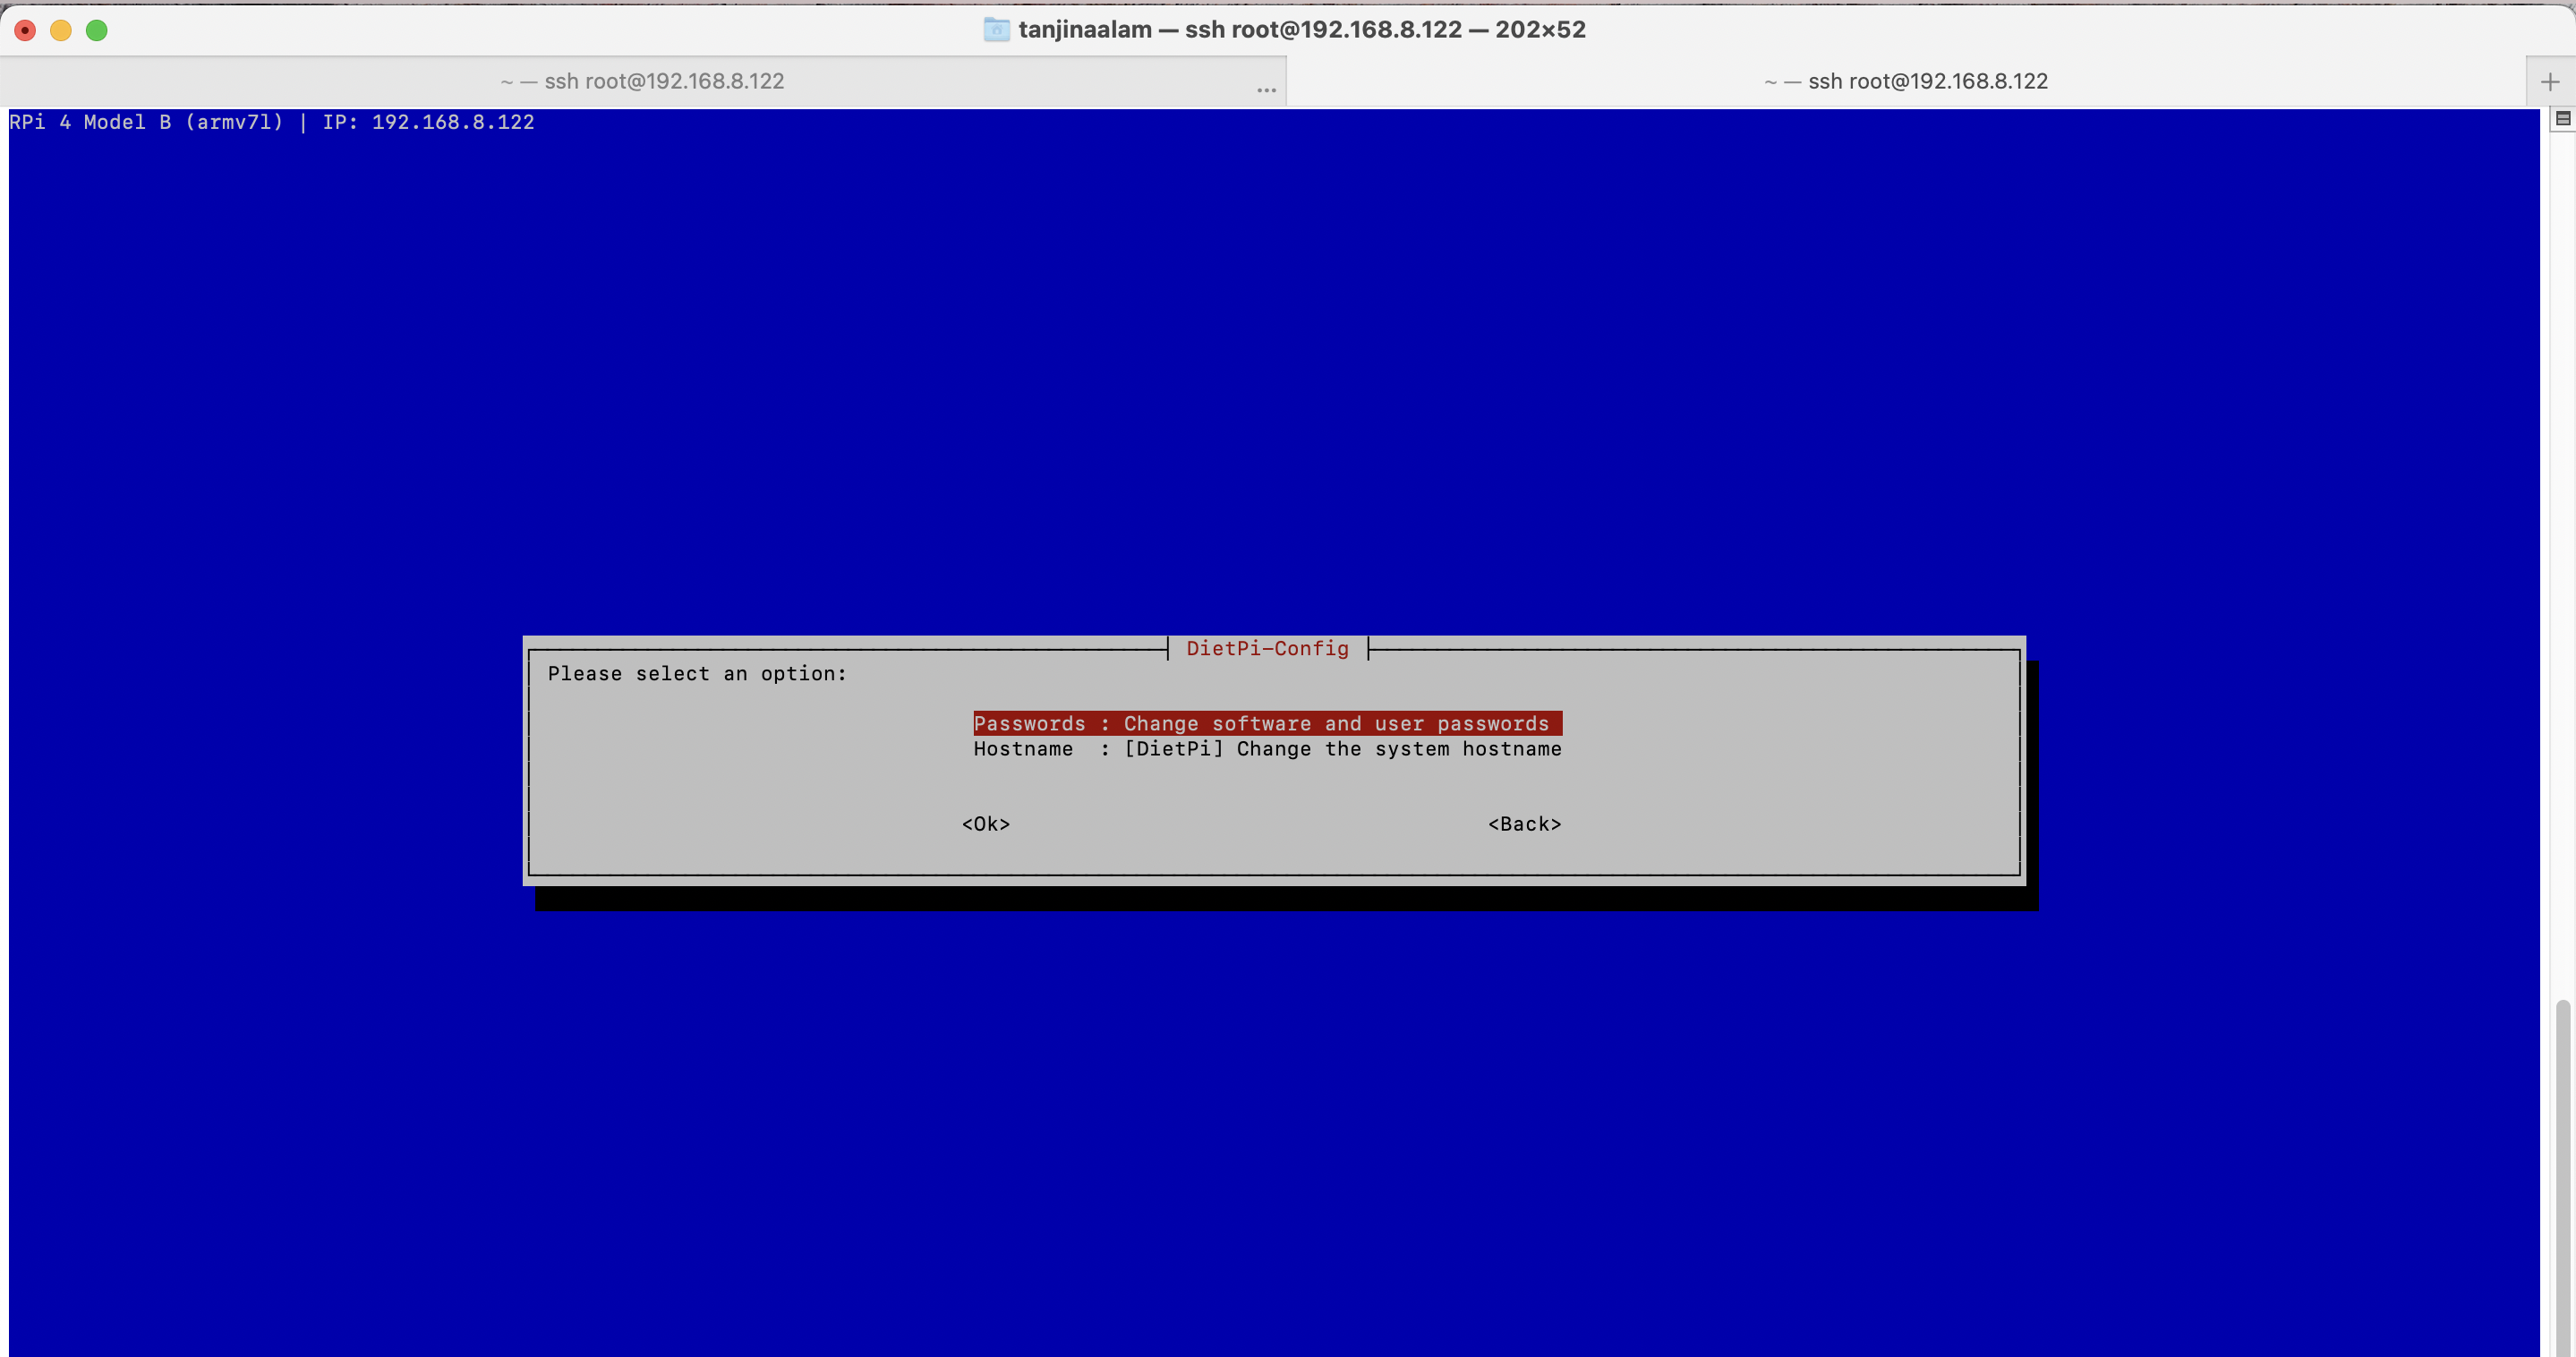 tanjinaalam — ssh root@192.168.8.122 — 202×52
~ — ssh root@192.168.8.122 ...
~ — ssh root@192.168.8.122 +
RPi 4 Model B (armv7l) | IP: 192.168.8.122
DietPi-Config
Please select an option:
Passwords : Change software and user passwords
Hostname  : [DietPi] Change the system hostname
<Ok> <Back>